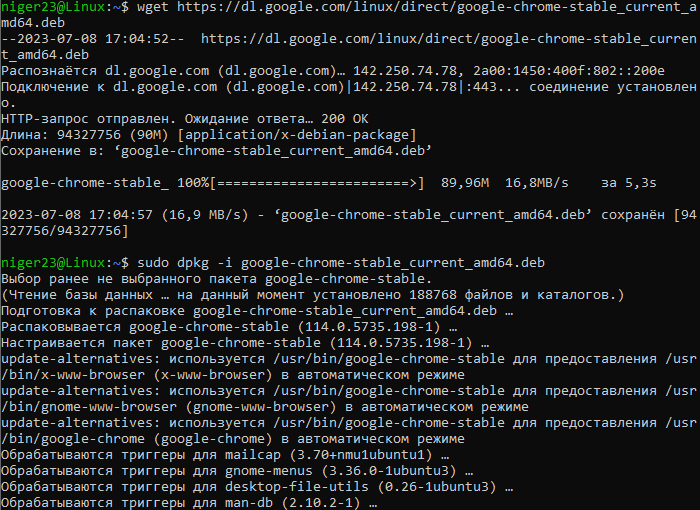 niger23@Linux:~$ wget https://dl.google.com/linux/direct/google-chrome-stable_current_a
md64.deb
--2023-07-08 17:04:52--  https://dl.google.com/linux/direct/google-chrome-stable_curren
t_amd64.deb
Распознаётся dl.google.com (dl.google.com)… 142.250.74.78, 2a00:1450:400f:802::200e
Подключение к dl.google.com (dl.google.com)|142.250.74.78|:443... соединение установлен
о.
HTTP-запрос отправлен. Ожидание ответа… 200 OK
Длина: 94327756 (90M) [application/x-debian-package]
Сохранение в: ‘google-chrome-stable_current_amd64.deb’
google-chrome-stable_ 100%[========================>]  89,96M  16,8MB/s    за 5,3s
2023-07-08 17:04:57 (16,9 MB/s) - ‘google-chrome-stable_current_amd64.deb’ сохранён [94
327756/94327756]
niger23@Linux:~$ sudo dpkg -i google-chrome-stable_current_amd64.deb
Выбор ранее не выбранного пакета google-chrome-stable.
(Чтение базы данных … на данный момент установлено 188768 файлов и каталогов.)
Подготовка к распаковке google-chrome-stable_current_amd64.deb …
Распаковывается google-chrome-stable (114.0.5735.198-1) …
Настраивается пакет google-chrome-stable (114.0.5735.198-1) …
update-alternatives: используется /usr/bin/google-chrome-stable для предоставления /usr
/bin/x-www-browser (x-www-browser) в автоматическом режиме
update-alternatives: используется /usr/bin/google-chrome-stable для предоставления /usr
/bin/gnome-www-browser (gnome-www-browser) в автоматическом режиме
update-alternatives: используется /usr/bin/google-chrome-stable для предоставления /usr
/bin/google-chrome (google-chrome) в автоматическом режиме
Обрабатываются триггеры для mailcap (3.70+nmu1ubuntu1) …
Обрабатываются триггеры для gnome-menus (3.36.0-1ubuntu3) …
Обрабатываются триггеры для desktop-file-utils (0.26-1ubuntu3) …
Обрабатываются триггеры для man-db (2.10.2-1) …